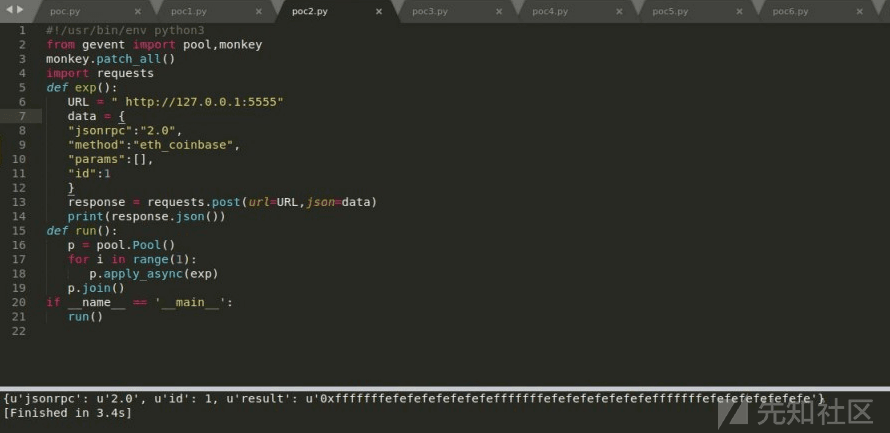 poc.py × poc1.py × poc2.py × poc3.py × poc4.py × poc5.py × poc6.py ×
1 #!/usr/bin/env python3
2 from gevent import pool,monkey
3 monkey.patch_all()
4 import requests
5 def exp():
6 URL = " http://127.0.0.1:5555"
7 data = {
8 "jsonrpc":"2.0",
9 "method":"eth_coinbase",
10 "params":[],
11 "id":1
12 }
13 response = requests.post(url=URL,json=data)
14 print(response.json())
15 def run():
16 p = pool.Pool()
17 for i in range(1):
18 p.apply_async(exp)
19 p.join()
20 if __name__ == '__main__':
21 run()
22
{u'jsonrpc': u'2.0', u'id': 1, u'result':
[Finished in 3.4s]
先知社区